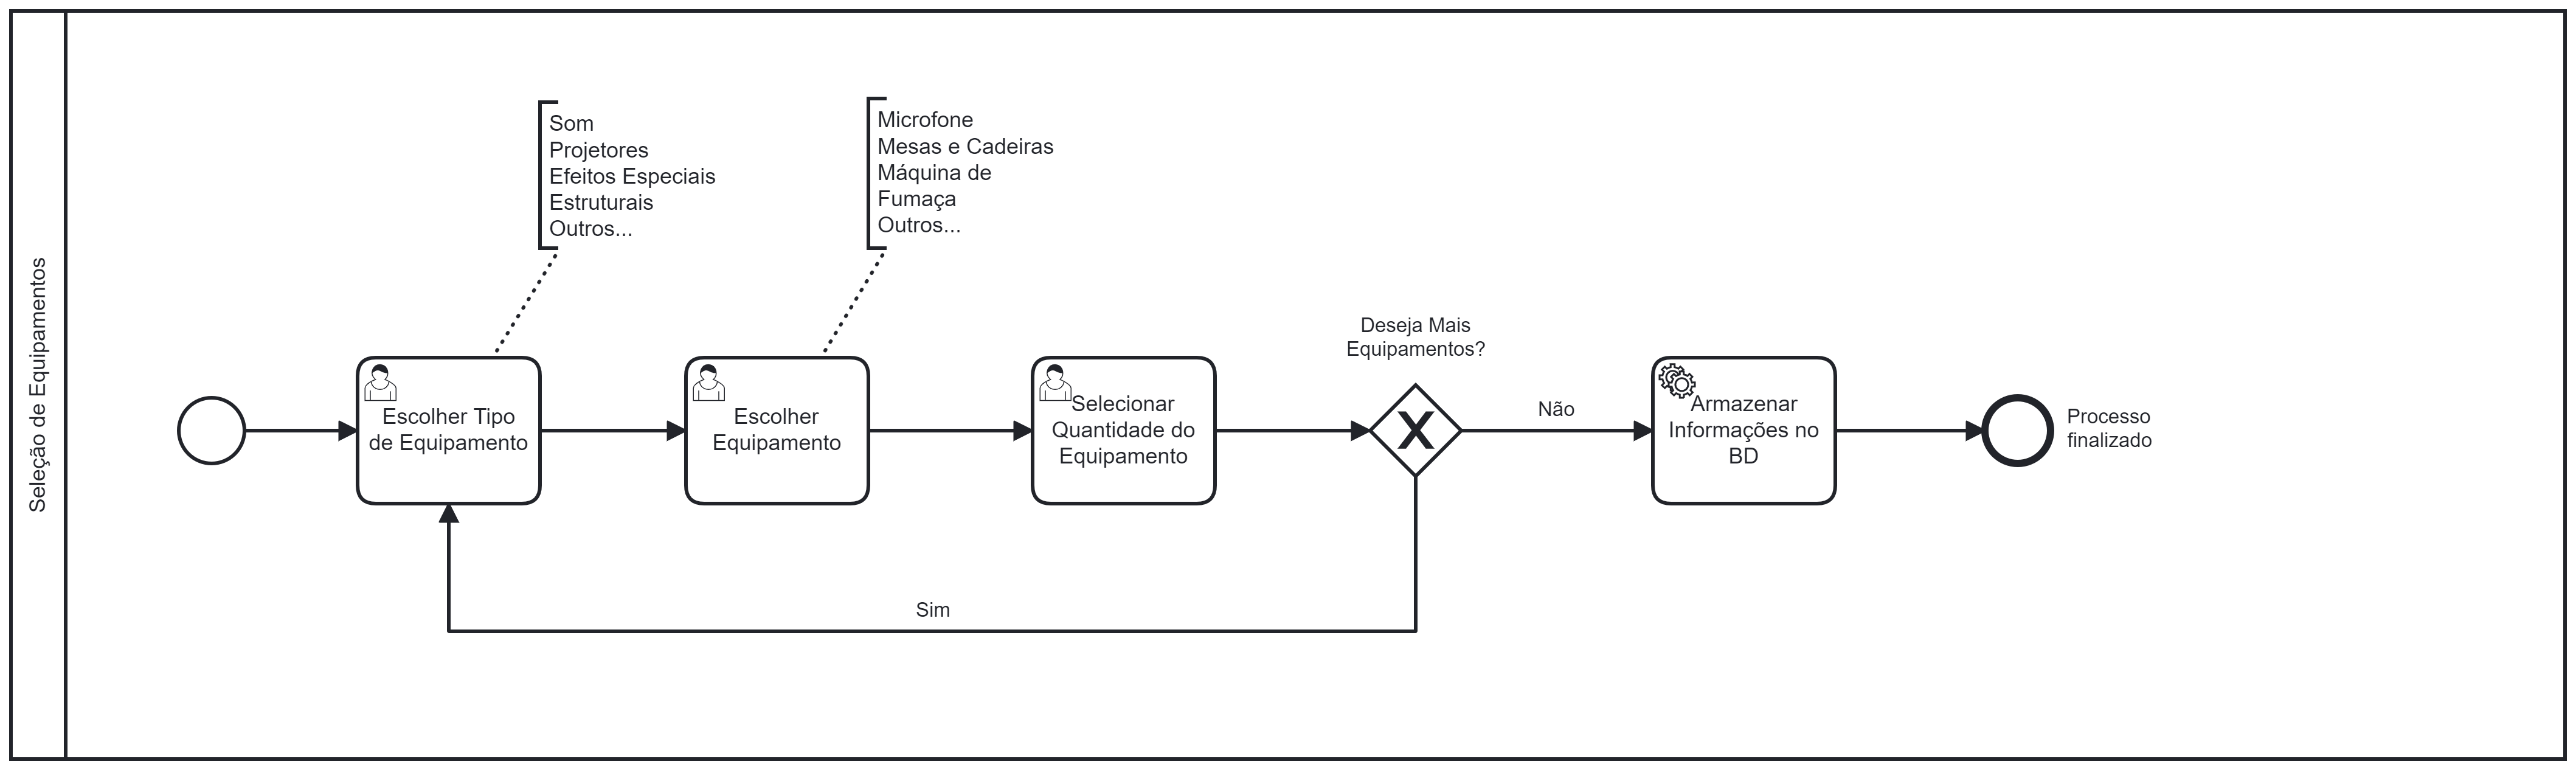 Seleção de Equipamentos
Som
Projetores
Efeitos Especiais
Estruturais
Outros...
Microfone
Mesas e Cadeiras
Máquina de
Fumaça
Outros...
Escolher Tipo
de Equipamento
Escolher
Equipamento
Selecionar
Quantidade do
Equipamento
Deseja Mais
Equipamentos?
Não
Armazenar
Informações no
BD
Processo
finalizado
Sim